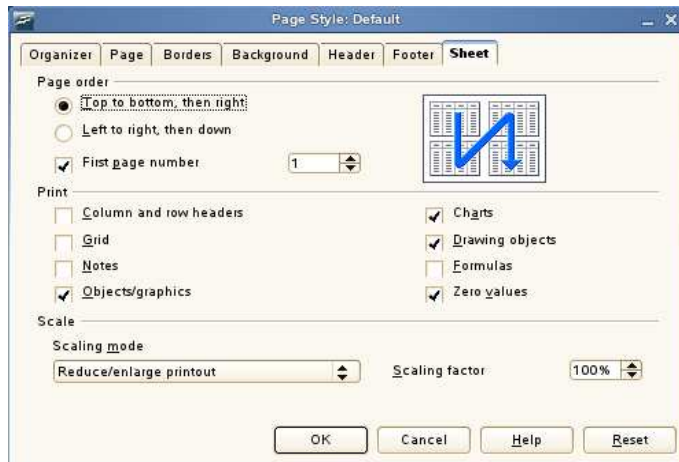 Page Style: Default
Organizer Page Borders Background Header Footer Sheet
Page order
Top to bottom, then right
Left to right, then down
First page number 1
Print
Column and row headers Charts
Grid Drawing objects
Notes Formulas
Objects/graphics Zero values
Scale
Scaling mode
Reduce/enlarge printout Scaling factor 100%
OK Cancel Help Reset